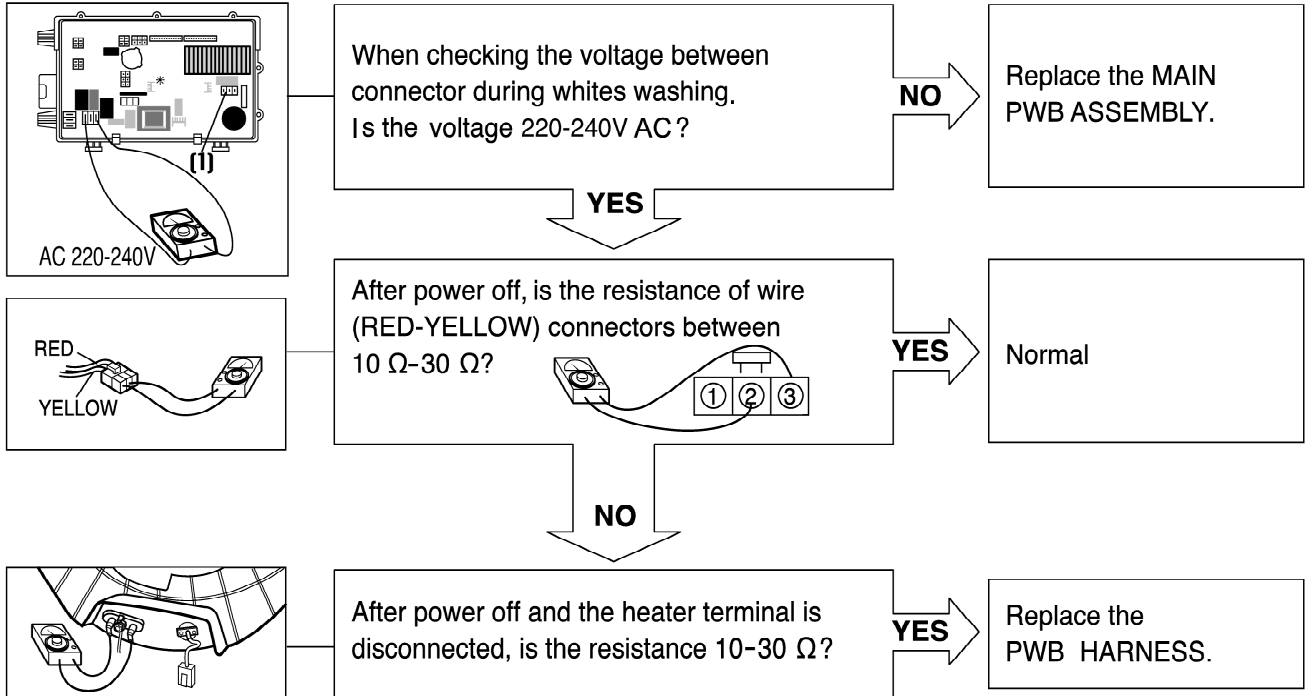 (1)
AC 220-240V
When checking the voltage between
connector during whites washing.
Is the voltage 220-240V AC?
NO
Replace the MAIN
PWB ASSEMBLY.
YES
RED
YELLOW
After power off, is the resistance of wire
(RED-YELLOW) connectors between
10 Ω-30 Ω?
① ② ③
YES
Normal
NO
After power off and the heater terminal is
disconnected, is the resistance 10-30 Ω?
YES
Replace the
PWB HARNESS.